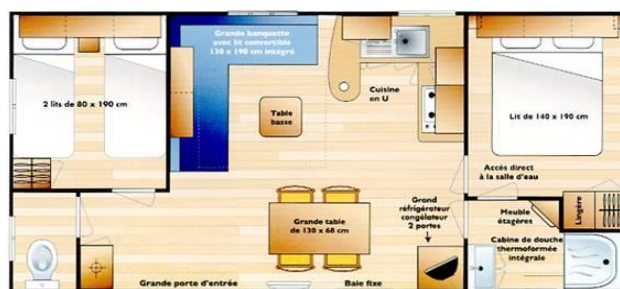 Grande banquette
avec lit convertible
130 x 190 cm intégré
2 lits de 80 x 190 cm
Cuisine
en U
Table
basse
Lit de 140 x 190 cm
Accès direct
à la salle d'eau
Grande table
de 130 x 68 cm
Grand
réfrigérateur
congélateur
2 portes
Meuble
étagères
Lingère
Cabine de douche
thermoformée
intégrale
Grande porte d'entrée
Baie fixe